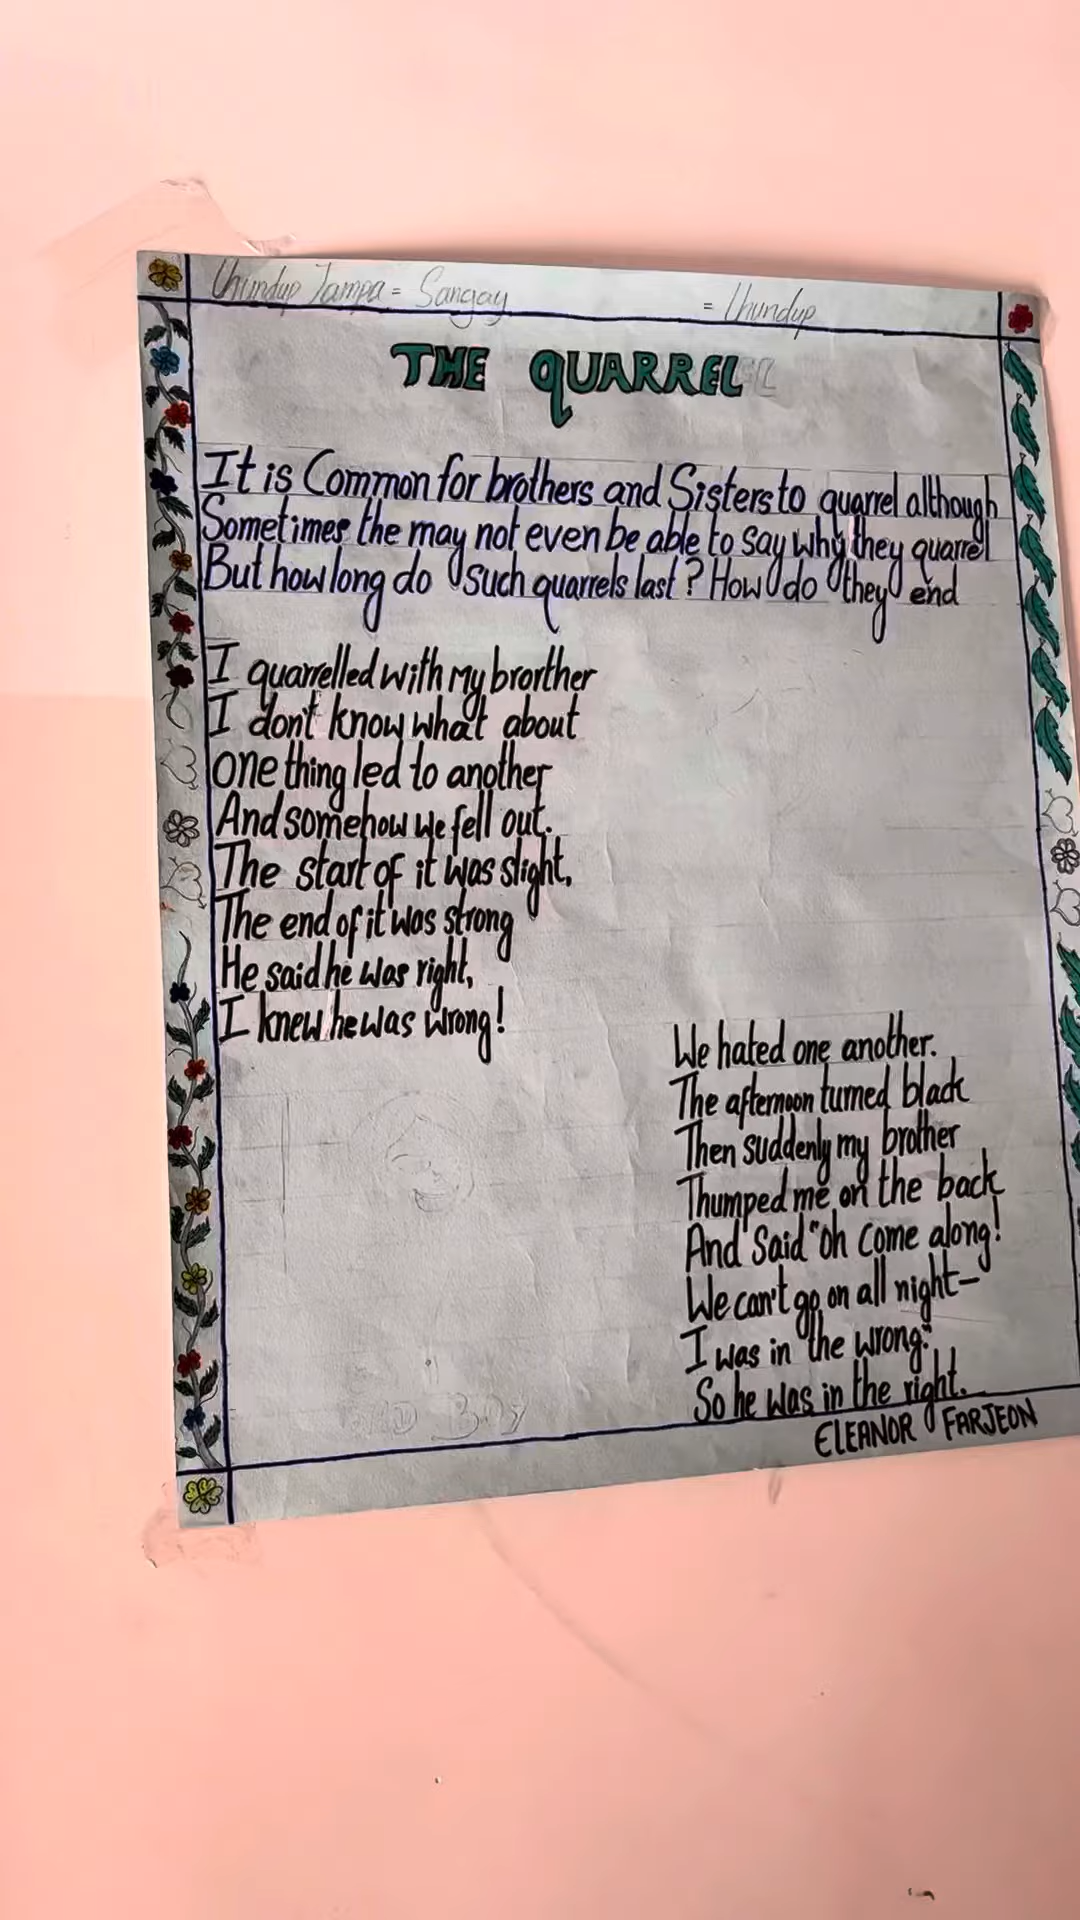 Lhundup Jampa = Sangay = Lhundup
THE QUARREL
It is Common for brothers and Sisters to quarrel although
Sometimes the may not even be able to say why they quarrel
But how long do such quarrels last? How do they end
I quarrelled with my brorther
I don't know what about
one thing led to another
And somehow we fell out.
The start of it was slight,
The end of it was strong
He said he was right,
I knew he was wrong!
We hated one another.
The afternoon turned black
Then suddenly my brother
Thumped me on the back
And Said "Oh come along!
We can't go on all night—
I was in the wrong."
So he was in the right.
ELEANOR FARJEON